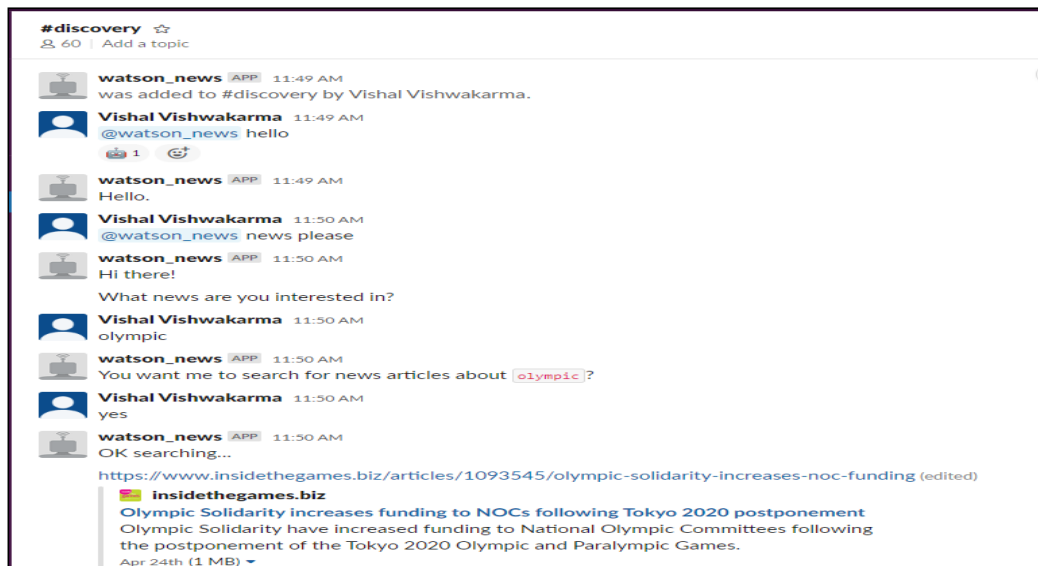 #discovery
60 | Add a topic
watson_news APP 11:49 AM
was added to #discovery by Vishal Vishwakarma.
Vishal Vishwakarma 11:49 AM
@watson_news hello
1
watson_news APP 11:49 AM
Hello.
Vishal Vishwakarma 11:50 AM
@watson_news news please
watson_news APP 11:50 AM
Hi there!
What news are you interested in?
Vishal Vishwakarma 11:50 AM
olympic
watson_news APP 11:50 AM
You want me to search for news articles about olympic ?
Vishal Vishwakarma 11:50 AM
yes
watson_news APP 11:50 AM
OK searching...
https://www.insidethegames.biz/articles/1093545/olympic-solidarity-increases-noc-funding (edited)
insidethegames.biz
Olympic Solidarity increases funding to NOCs following Tokyo 2020 postponement
Olympic Solidarity have increased funding to National Olympic Committees following
the postponement of the Tokyo 2020 Olympic and Paralympic Games.
Apr 24th (1 MB)